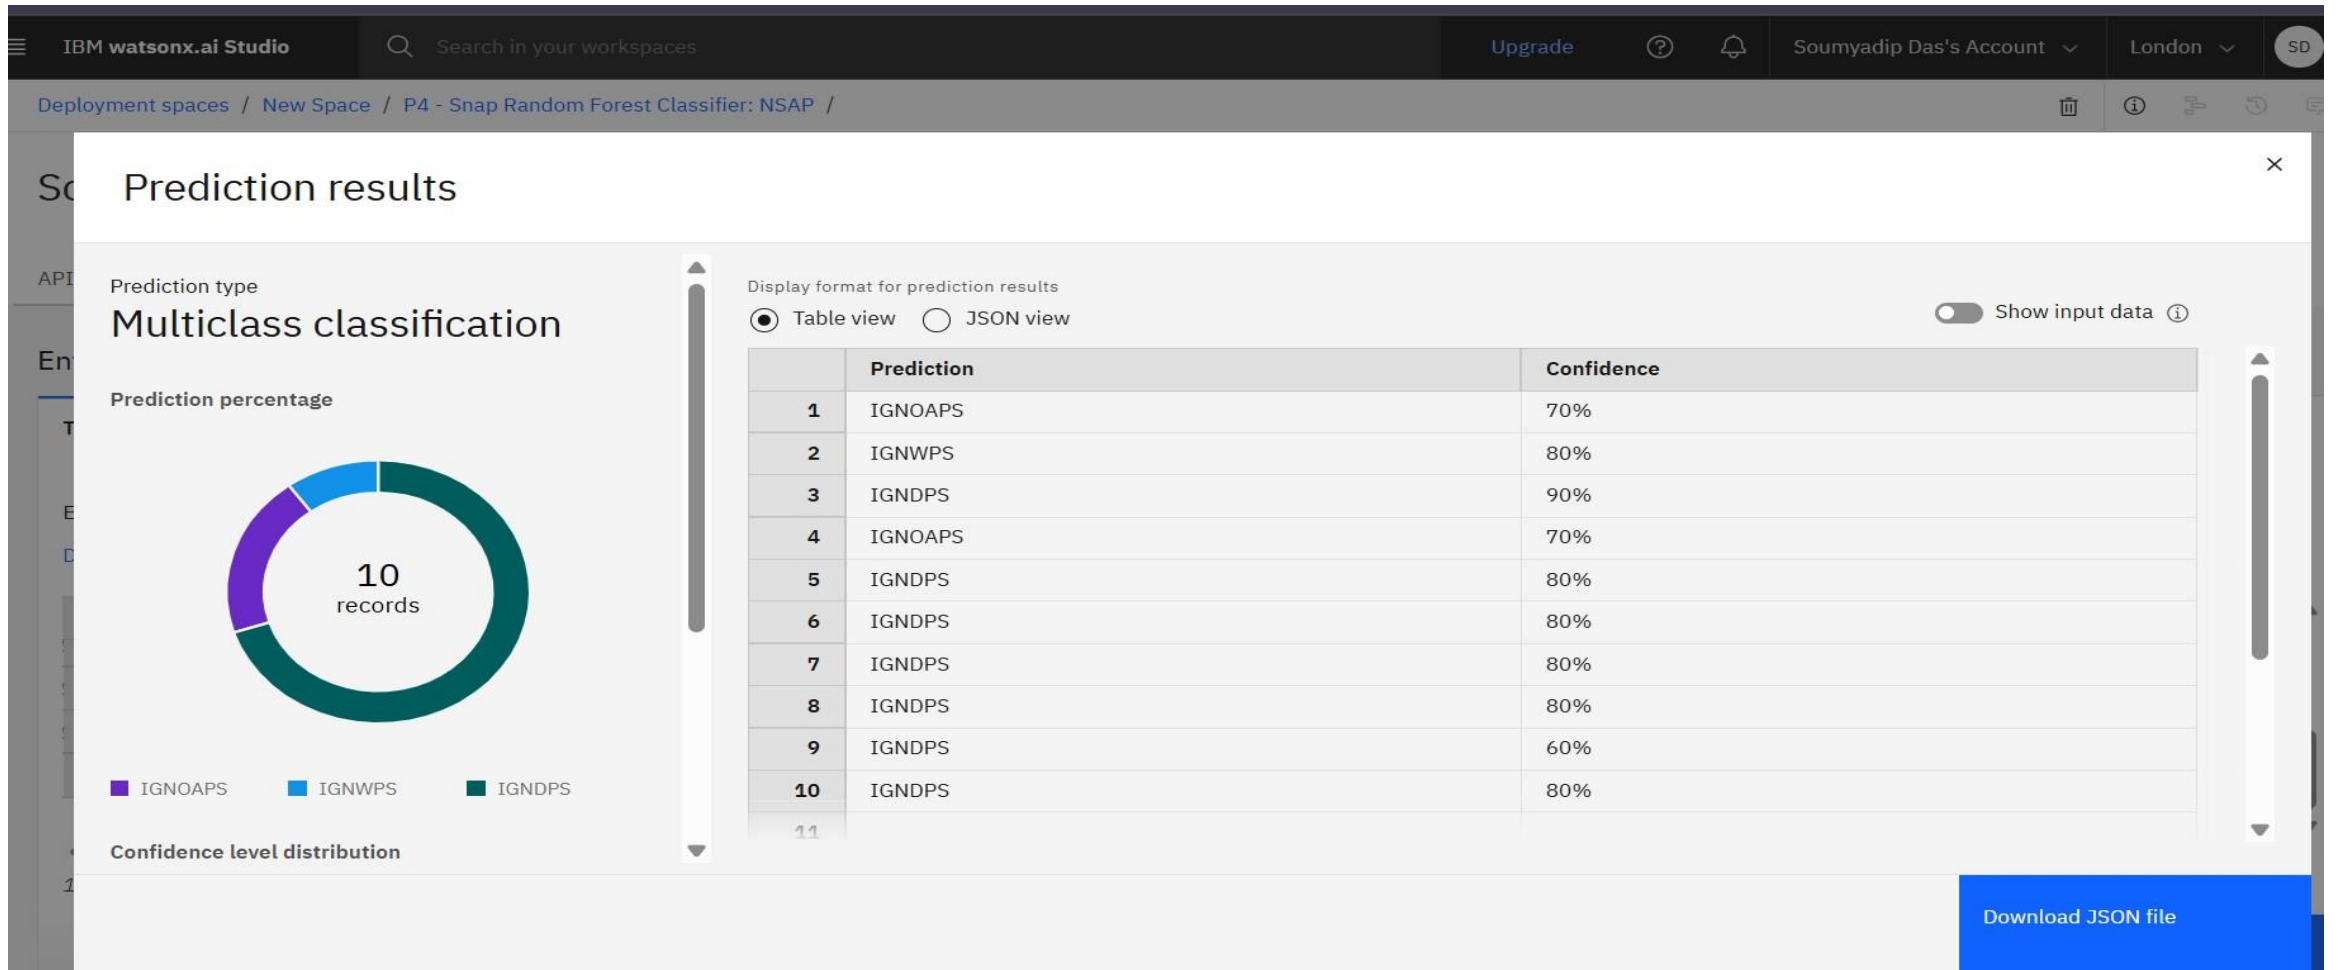 IBM watsonx.ai Studio
Search in your workspaces
Upgrade
Soumyadip Das's Account
London
SD
Deployment spaces / New Space / P4 - Snap Random Forest Classifier: NSAP /
Prediction results
API
Prediction type
Multiclass classification
Prediction percentage
10
records
IGNOAPS IGNWPS IGNDPS
Confidence level distribution
Display format for prediction results
Table view JSON view
Show input data
Prediction Confidence
1 IGNOAPS 70%
2 IGNWPS 80%
3 IGNDPS 90%
4 IGNOAPS 70%
5 IGNDPS 80%
6 IGNDPS 80%
7 IGNDPS 80%
8 IGNDPS 80%
9 IGNDPS 60%
10 IGNDPS 80%
11
Download JSON file